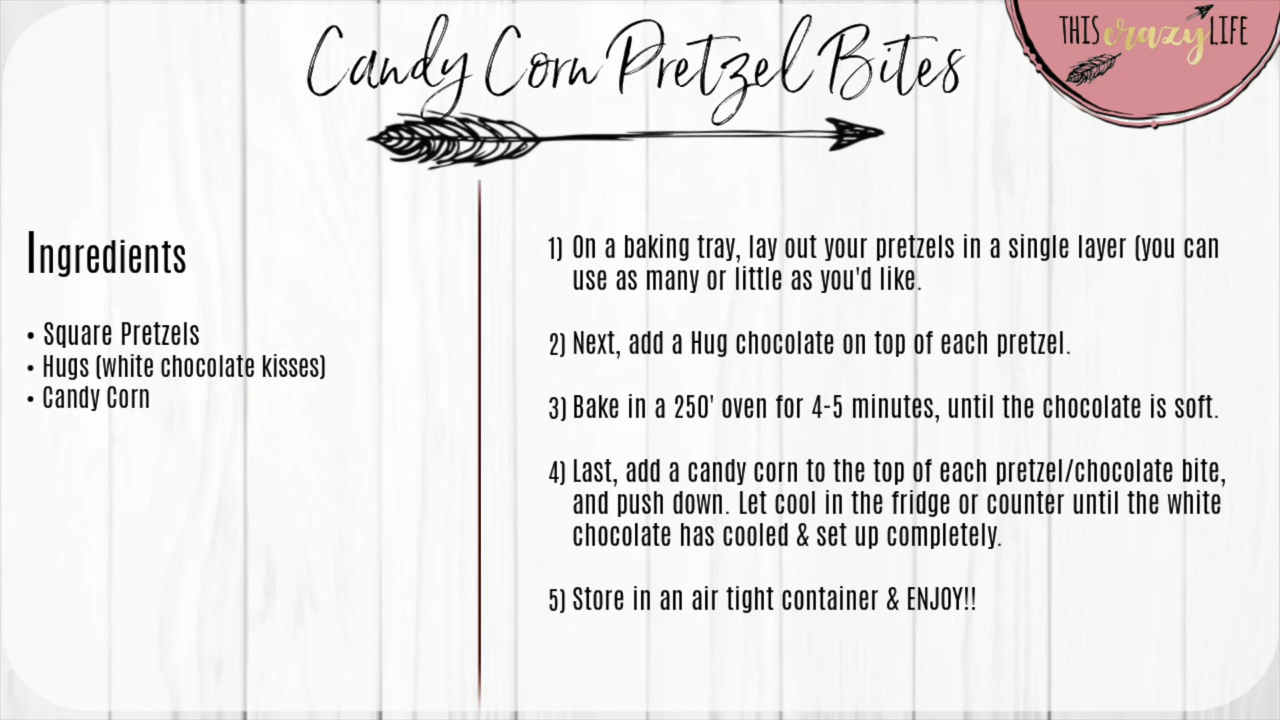 Candy Corn Pretzel Bites
THIS crazy LIFE
Ingredients
• Square Pretzels
• Hugs (white chocolate kisses)
• Candy Corn
1) On a baking tray, lay out your pretzels in a single layer (you can
use as many or little as you'd like.
2) Next, add a Hug chocolate on top of each pretzel.
3) Bake in a 250' oven for 4-5 minutes, until the chocolate is soft.
4) Last, add a candy corn to the top of each pretzel/chocolate bite,
and push down. Let cool in the fridge or counter until the white
chocolate has cooled & set up completely.
5) Store in an air tight container & ENJOY!!